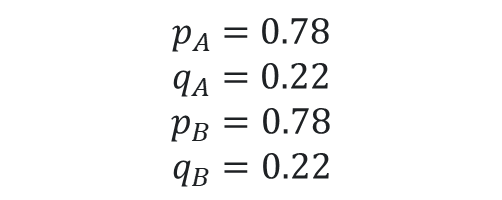 p_A = 0.78
q_A = 0.22
p_B = 0.78
q_B = 0.22